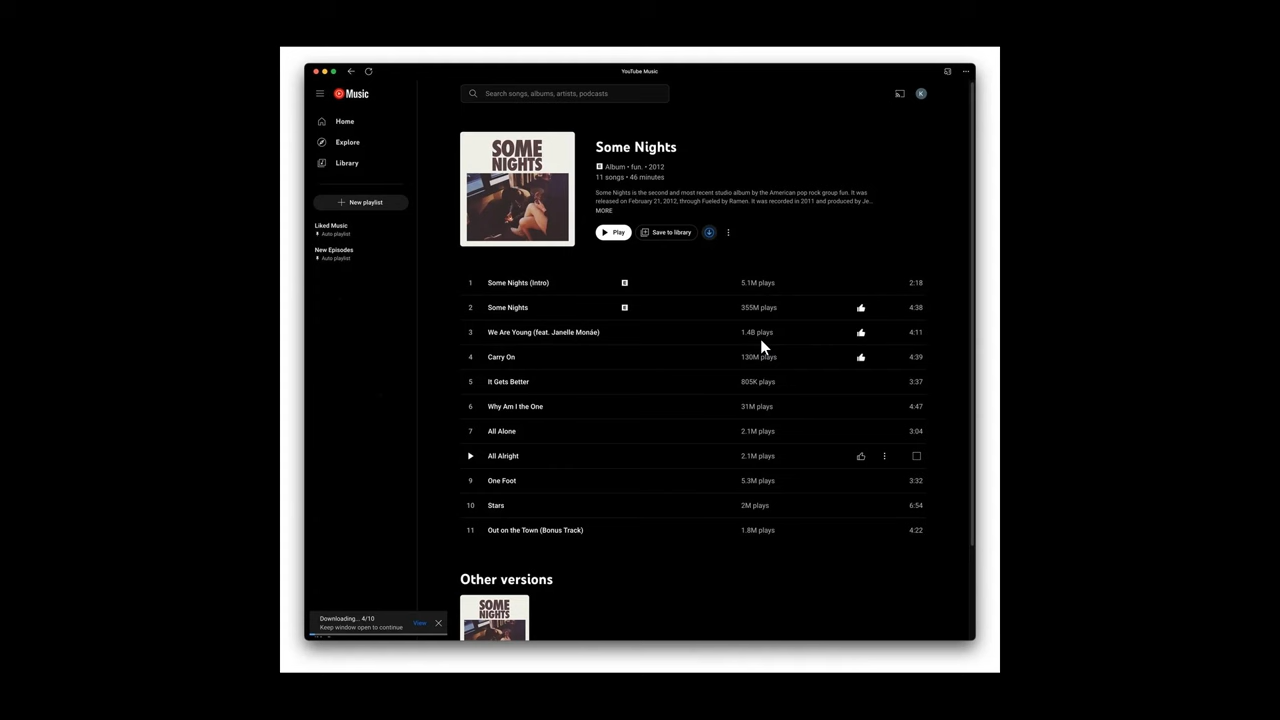 YouTube Music
Music
Search songs, albums, artists, podcasts
K
Home
Explore
Library
New playlist
Liked Music
Auto playlist
New Episodes
Auto playlist
SOME
NIGHTS
Some Nights
E Album • fun. • 2012
11 songs • 46 minutes
Some Nights is the second and most recent studio album by the American pop rock group fun. It was
released on February 21, 2012, through Fueled by Ramen. It was recorded in 2011 and produced by Je...
MORE
Play
Save to library
1 Some Nights (Intro) E 5.1M plays 2:18
2 Some Nights E 355M plays 4:38
3 We Are Young (feat. Janelle Monáe) 1.4B plays 4:11
4 Carry On 130M plays 4:39
5 It Gets Better 805K plays 3:37
6 Why Am I the One 31M plays 4:47
7 All Alone 2.1M plays 3:04
All Alright 2.1M plays
9 One Foot 5.3M plays 3:32
10 Stars 2M plays 6:54
11 Out on the Town (Bonus Track) 1.8M plays 4:22
Other versions
SOME
NIGHTS
Downloading... 4/10
Keep window open to continue
View